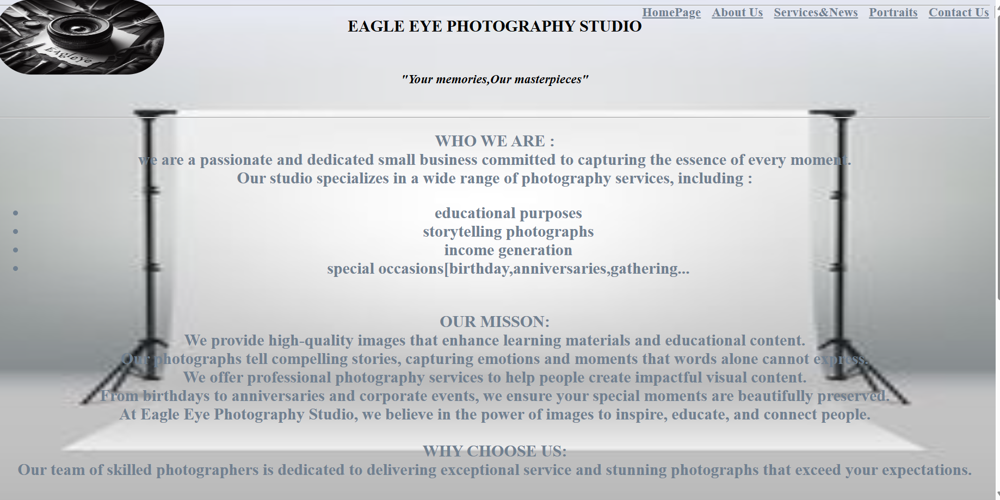 HomePage About Us Services&News Portraits Contact Us
EAGLE EYE PHOTOGRAPHY STUDIO
EAglEyE
"Your memories,Our masterpieces"
WHO WE ARE :
we are a passionate and dedicated small business committed to capturing the essence of every moment.
Our studio specializes in a wide range of photography services, including :
educational purposes
storytelling photographs
income generation
special occasions[birthday,anniversaries,gathering...
OUR MISSON:
We provide high-quality images that enhance learning materials and educational content.
Our photographs tell compelling stories, capturing emotions and moments that words alone cannot express.
We offer professional photography services to help people create impactful visual content.
From birthdays to anniversaries and corporate events, we ensure your special moments are beautifully preserved.
At Eagle Eye Photography Studio, we believe in the power of images to inspire, educate, and connect people.
WHY CHOOSE US:
Our team of skilled photographers is dedicated to delivering exceptional service and stunning photographs that exceed your expectations.